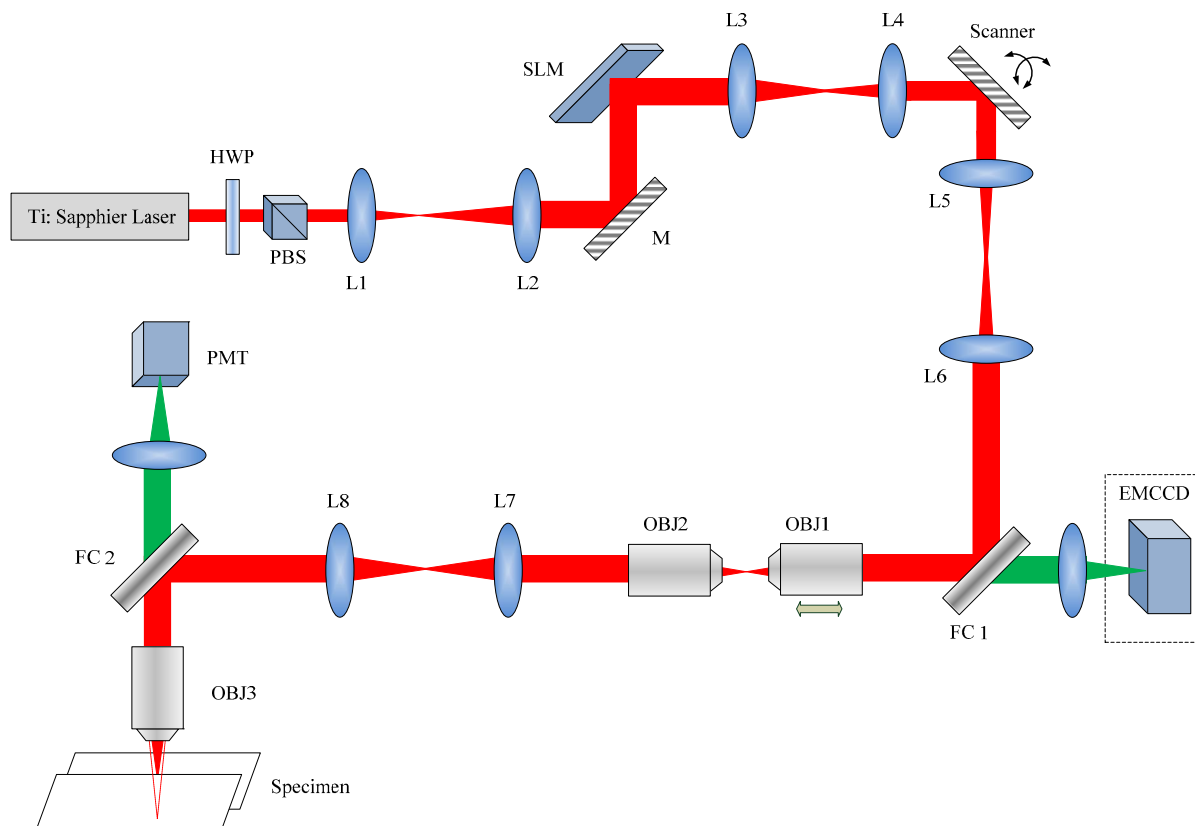 L3
L4
Scanner
SLM
HWP
Ti: Sapphier Laser
PBS
M
L5
L1
L2
PMT
L6
EMCCD
L8
L7
OBJ2
OBJ1
FC 2
FC 1
OBJ3
Specimen